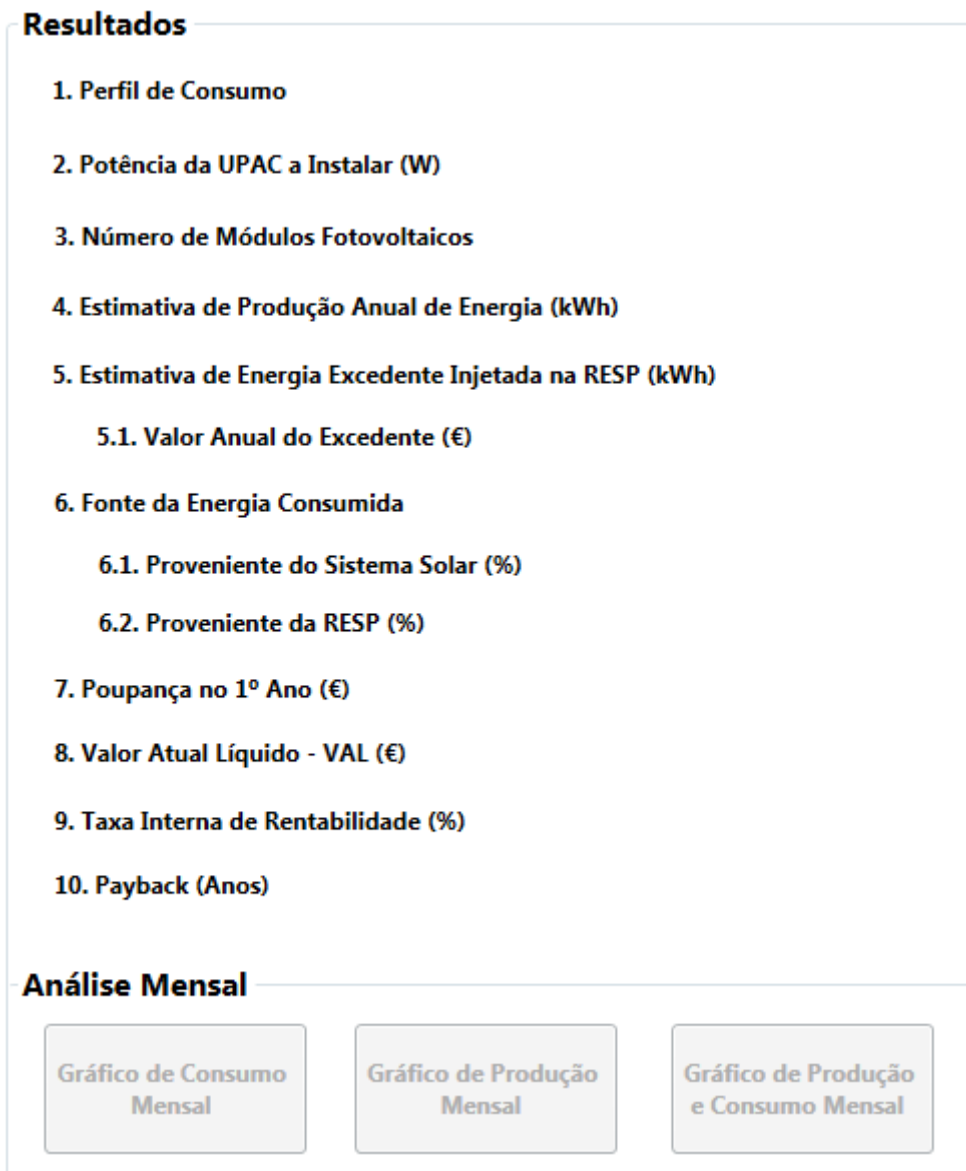 Resultados
1. Perfil de Consumo
2. Potência da UPAC a Instalar (W)
3. Número de Módulos Fotovoltaicos
4. Estimativa de Produção Anual de Energia (kWh)
5. Estimativa de Energia Excedente Injetada na RESP (kWh)
5.1. Valor Anual do Excedente (€)
6. Fonte da Energia Consumida
6.1. Proveniente do Sistema Solar (%)
6.2. Proveniente da RESP (%)
7. Poupança no 1º Ano (€)
8. Valor Atual Líquido - VAL (€)
9. Taxa Interna de Rentabilidade (%)
10. Payback (Anos)
Análise Mensal
Gráfico de Consumo
Mensal
Gráfico de Produção
Mensal
Gráfico de Produção
e Consumo Mensal